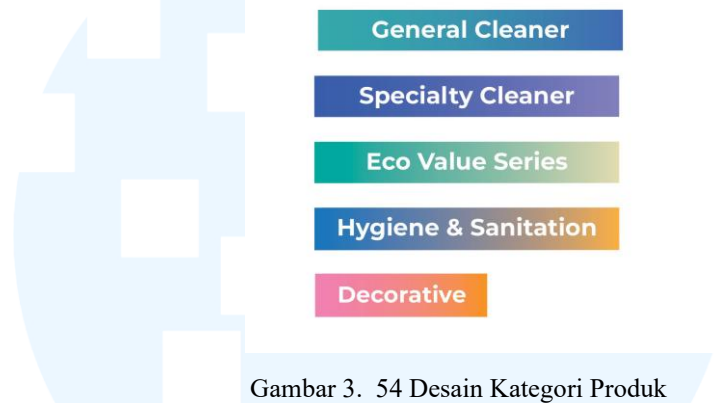 General Cleaner
Specialty Cleaner
Eco Value Series
Hygiene & Sanitation
Decorative
Gambar 3. 54 Desain Kategori Produk